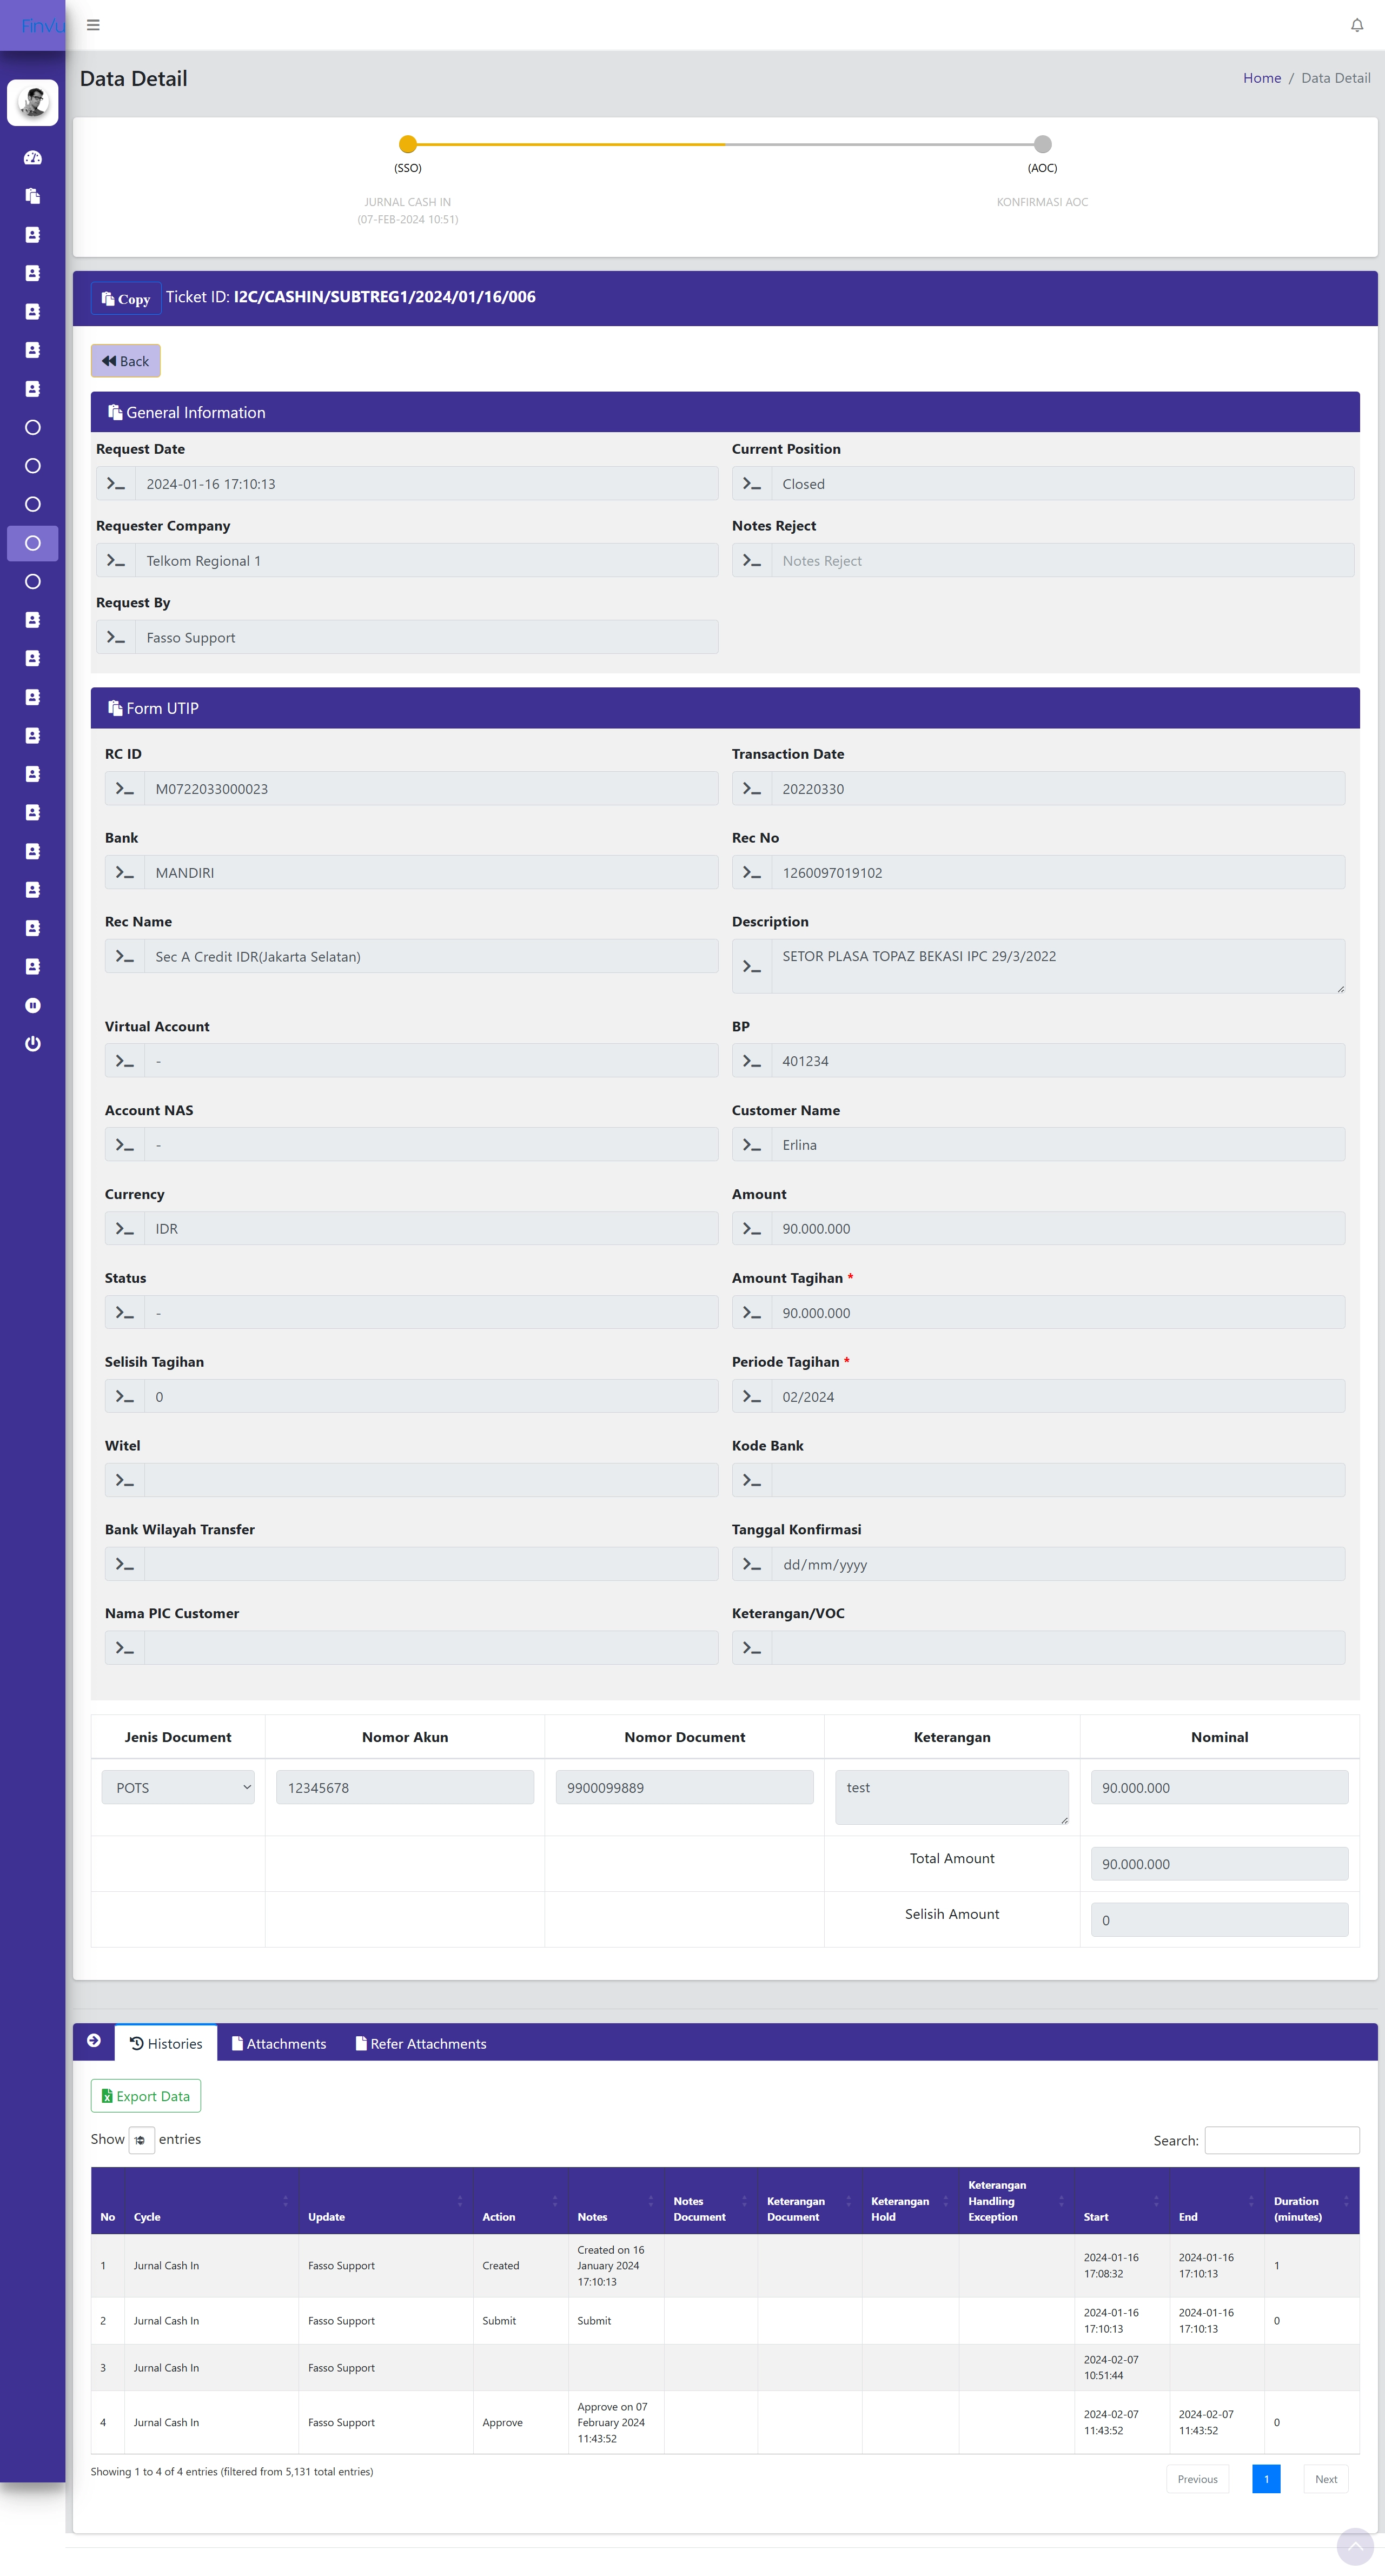 Finvu
Data Detail
Home / Data Detail
(SSO)
(AOC)
JURNAL CASH IN
(07-FEB-2024 10:51)
KONFIRMASI AOC
Copy Ticket ID: I2C/CASHIN/SUBTREG1/2024/01/16/006
Back
General Information
Request Date
Current Position
2024-01-16 17:10:13
Closed
Requester Company
Notes Reject
Telkom Regional 1
Notes Reject
Request By
Fasso Support
Form UTIP
RC ID
Transaction Date
M0722033000023
20220330
Bank
Rec No
MANDIRI
1260097019102
Rec Name
Description
Sec A Credit IDR(Jakarta Selatan)
SETOR PLASA TOPAZ BEKASI IPC 29/3/2022
Virtual Account
BP
-
401234
Account NAS
Customer Name
-
Erlina
Currency
Amount
IDR
90.000.000
Status
Amount Tagihan *
-
90.000.000
Selisih Tagihan
Periode Tagihan *
0
02/2024
Witel
Kode Bank
Bank Wilayah Transfer
Tanggal Konfirmasi
dd/mm/yyyy
Nama PIC Customer
Keterangan/VOC
Jenis Document Nomor Akun Nomor Document Keterangan Nominal
POTS 12345678 9900099889 test 90.000.000
Total Amount 90.000.000
Selisih Amount 0
Histories Attachments Refer Attachments
Export Data
Show entries
Search:
No Cycle Update Action Notes Notes Document Keterangan Document Keterangan Hold Keterangan Handling Exception Start End Duration (minutes)
1 Jurnal Cash In Fasso Support Created Created on 16 January 2024 17:10:13 2024-01-16 17:08:32 2024-01-16 17:10:13 1
2 Jurnal Cash In Fasso Support Submit Submit 2024-01-16 17:10:13 2024-01-16 17:10:13 0
3 Jurnal Cash In Fasso Support 2024-02-07 10:51:44
4 Jurnal Cash In Fasso Support Approve Approve on 07 February 2024 11:43:52 2024-02-07 11:43:52 2024-02-07 11:43:52 0
Showing 1 to 4 of 4 entries (filtered from 5,131 total entries)
Previous 1 Next